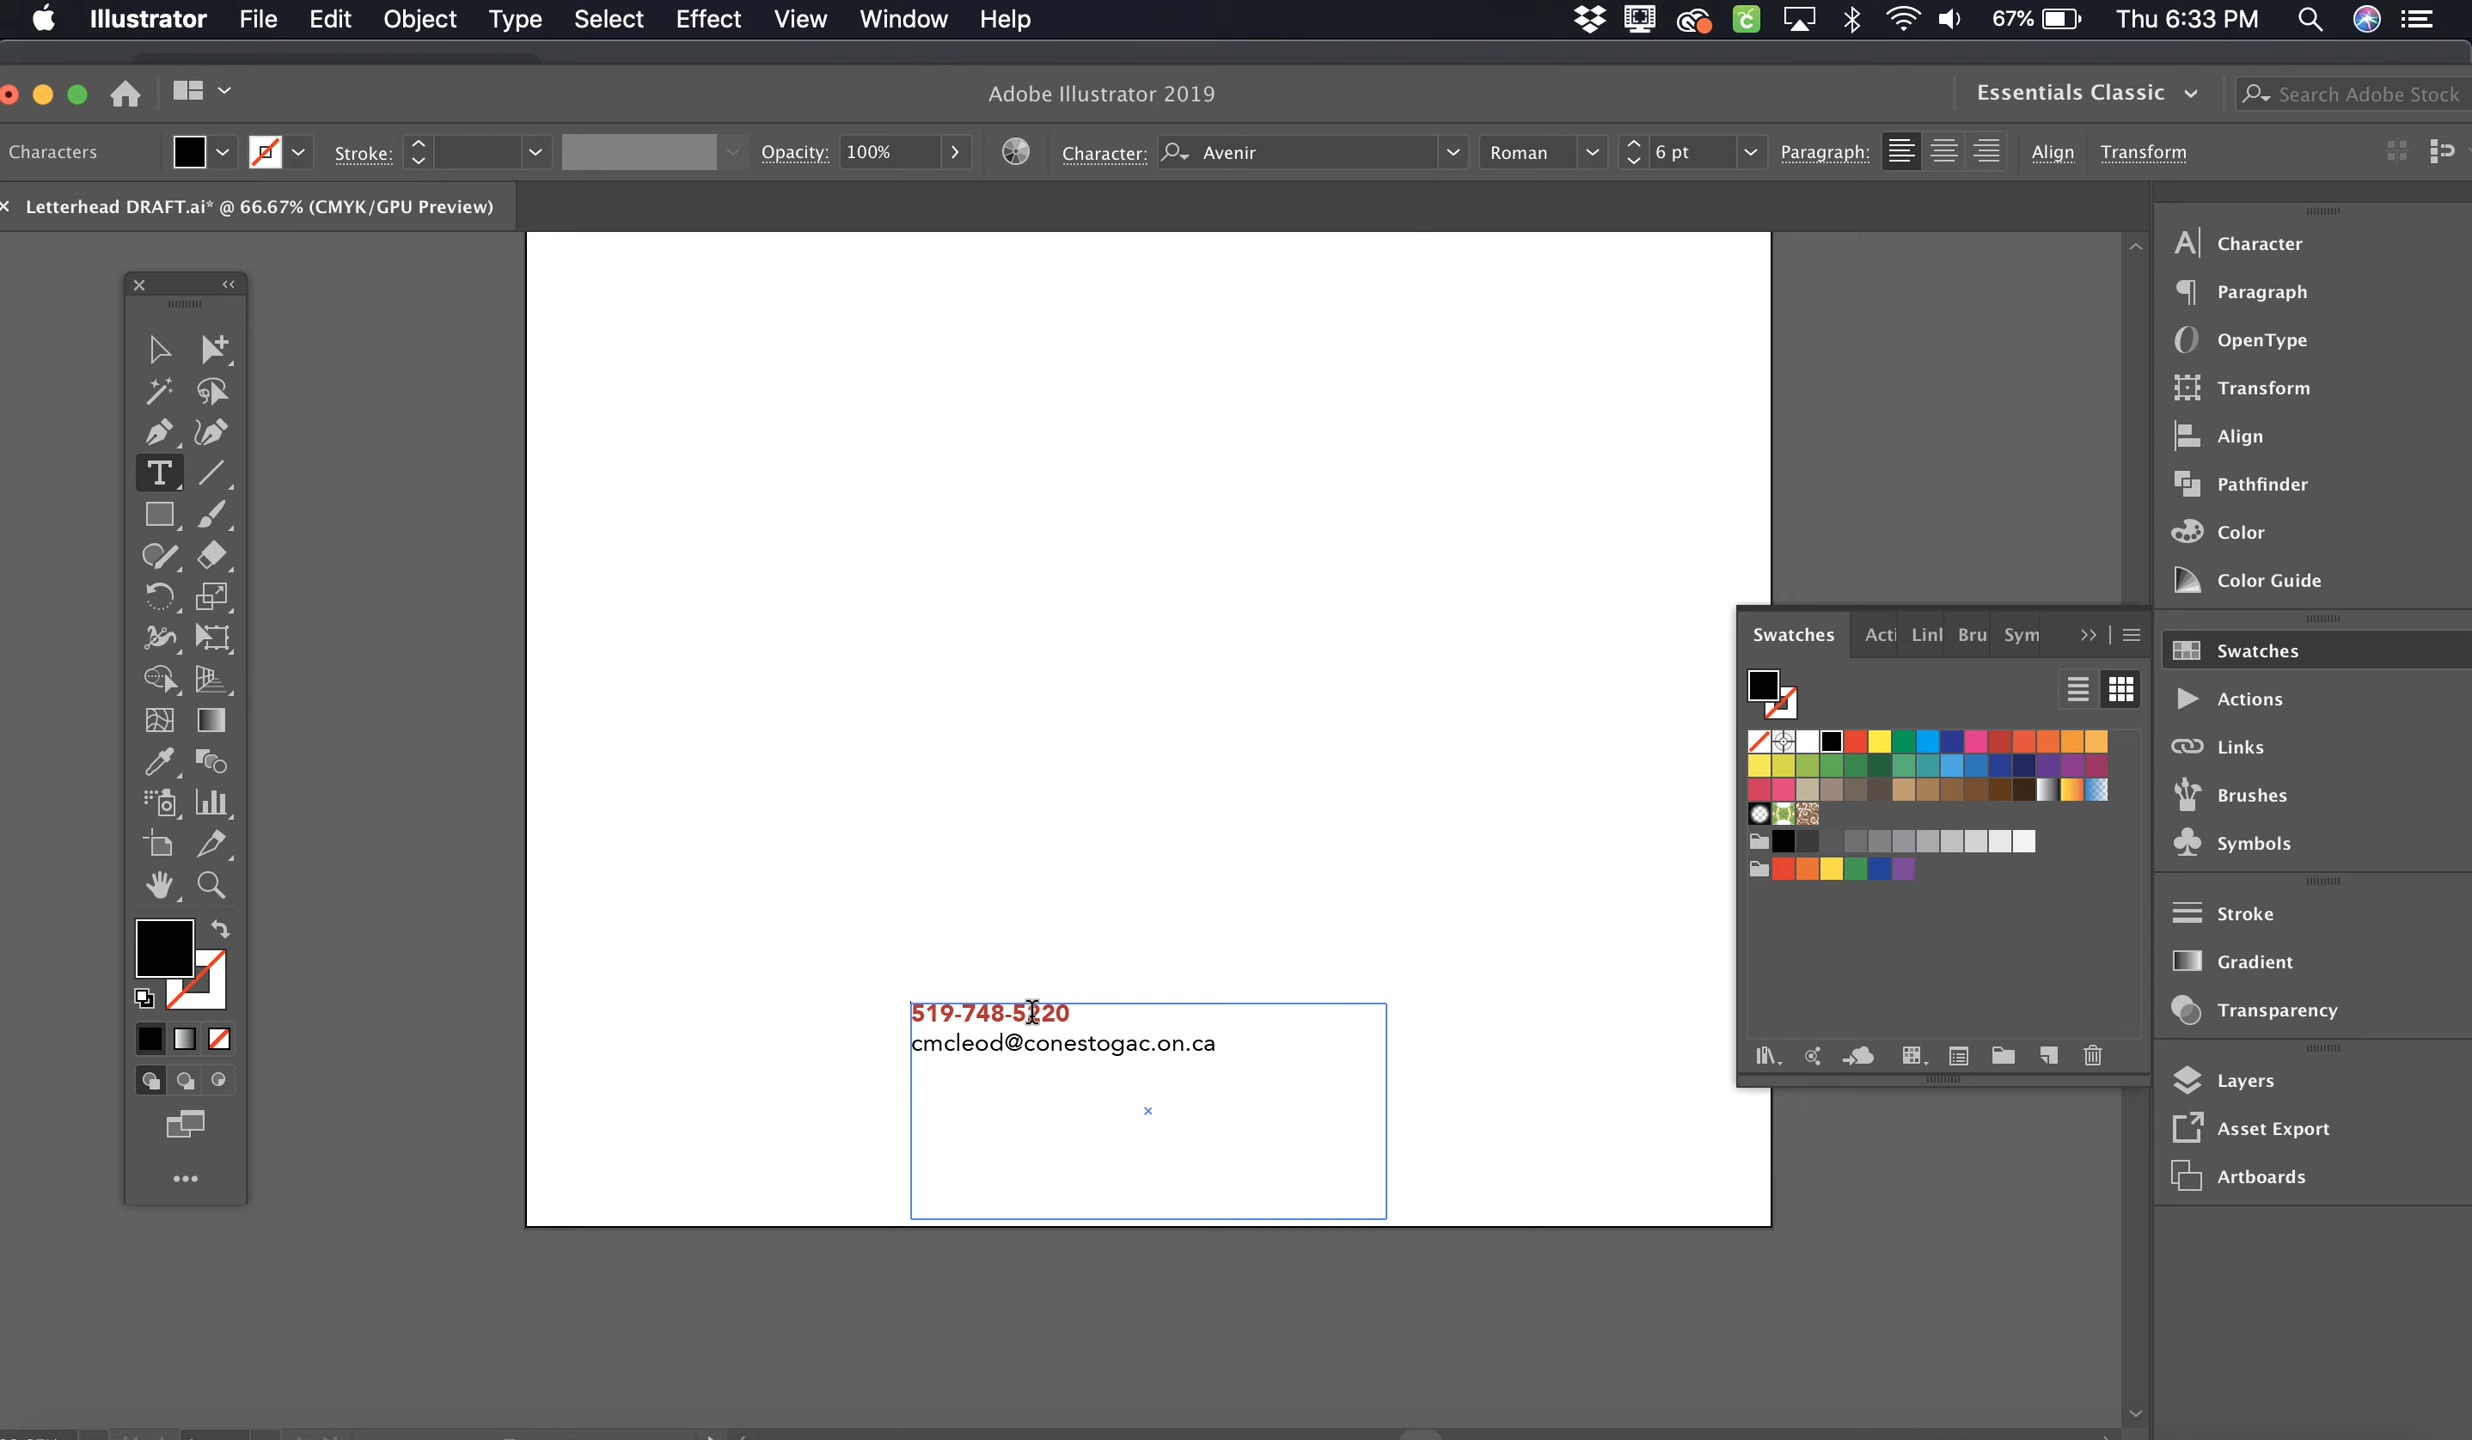 Illustrator File Edit Object Type Select Effect View Window Help 67% Thu 6:33 PM
Adobe Illustrator 2019 Essentials Classic Search Adobe Stock
Characters Stroke: Opacity: 100% Character: Avenir Roman 6 pt Paragraph: Align Transform
× Letterhead DRAFT.ai* @ 66.67% (CMYK/GPU Preview)
Character
Paragraph
OpenType
Transform
Align
Pathfinder
Color
Color Guide
Swatches Acti Linl Bru Sym
Swatches
Actions
Links
Brushes
Symbols
Stroke
Gradient
Transparency
519-748-5220
cmcleod@conestogac.on.ca
Layers
Asset Export
Artboards